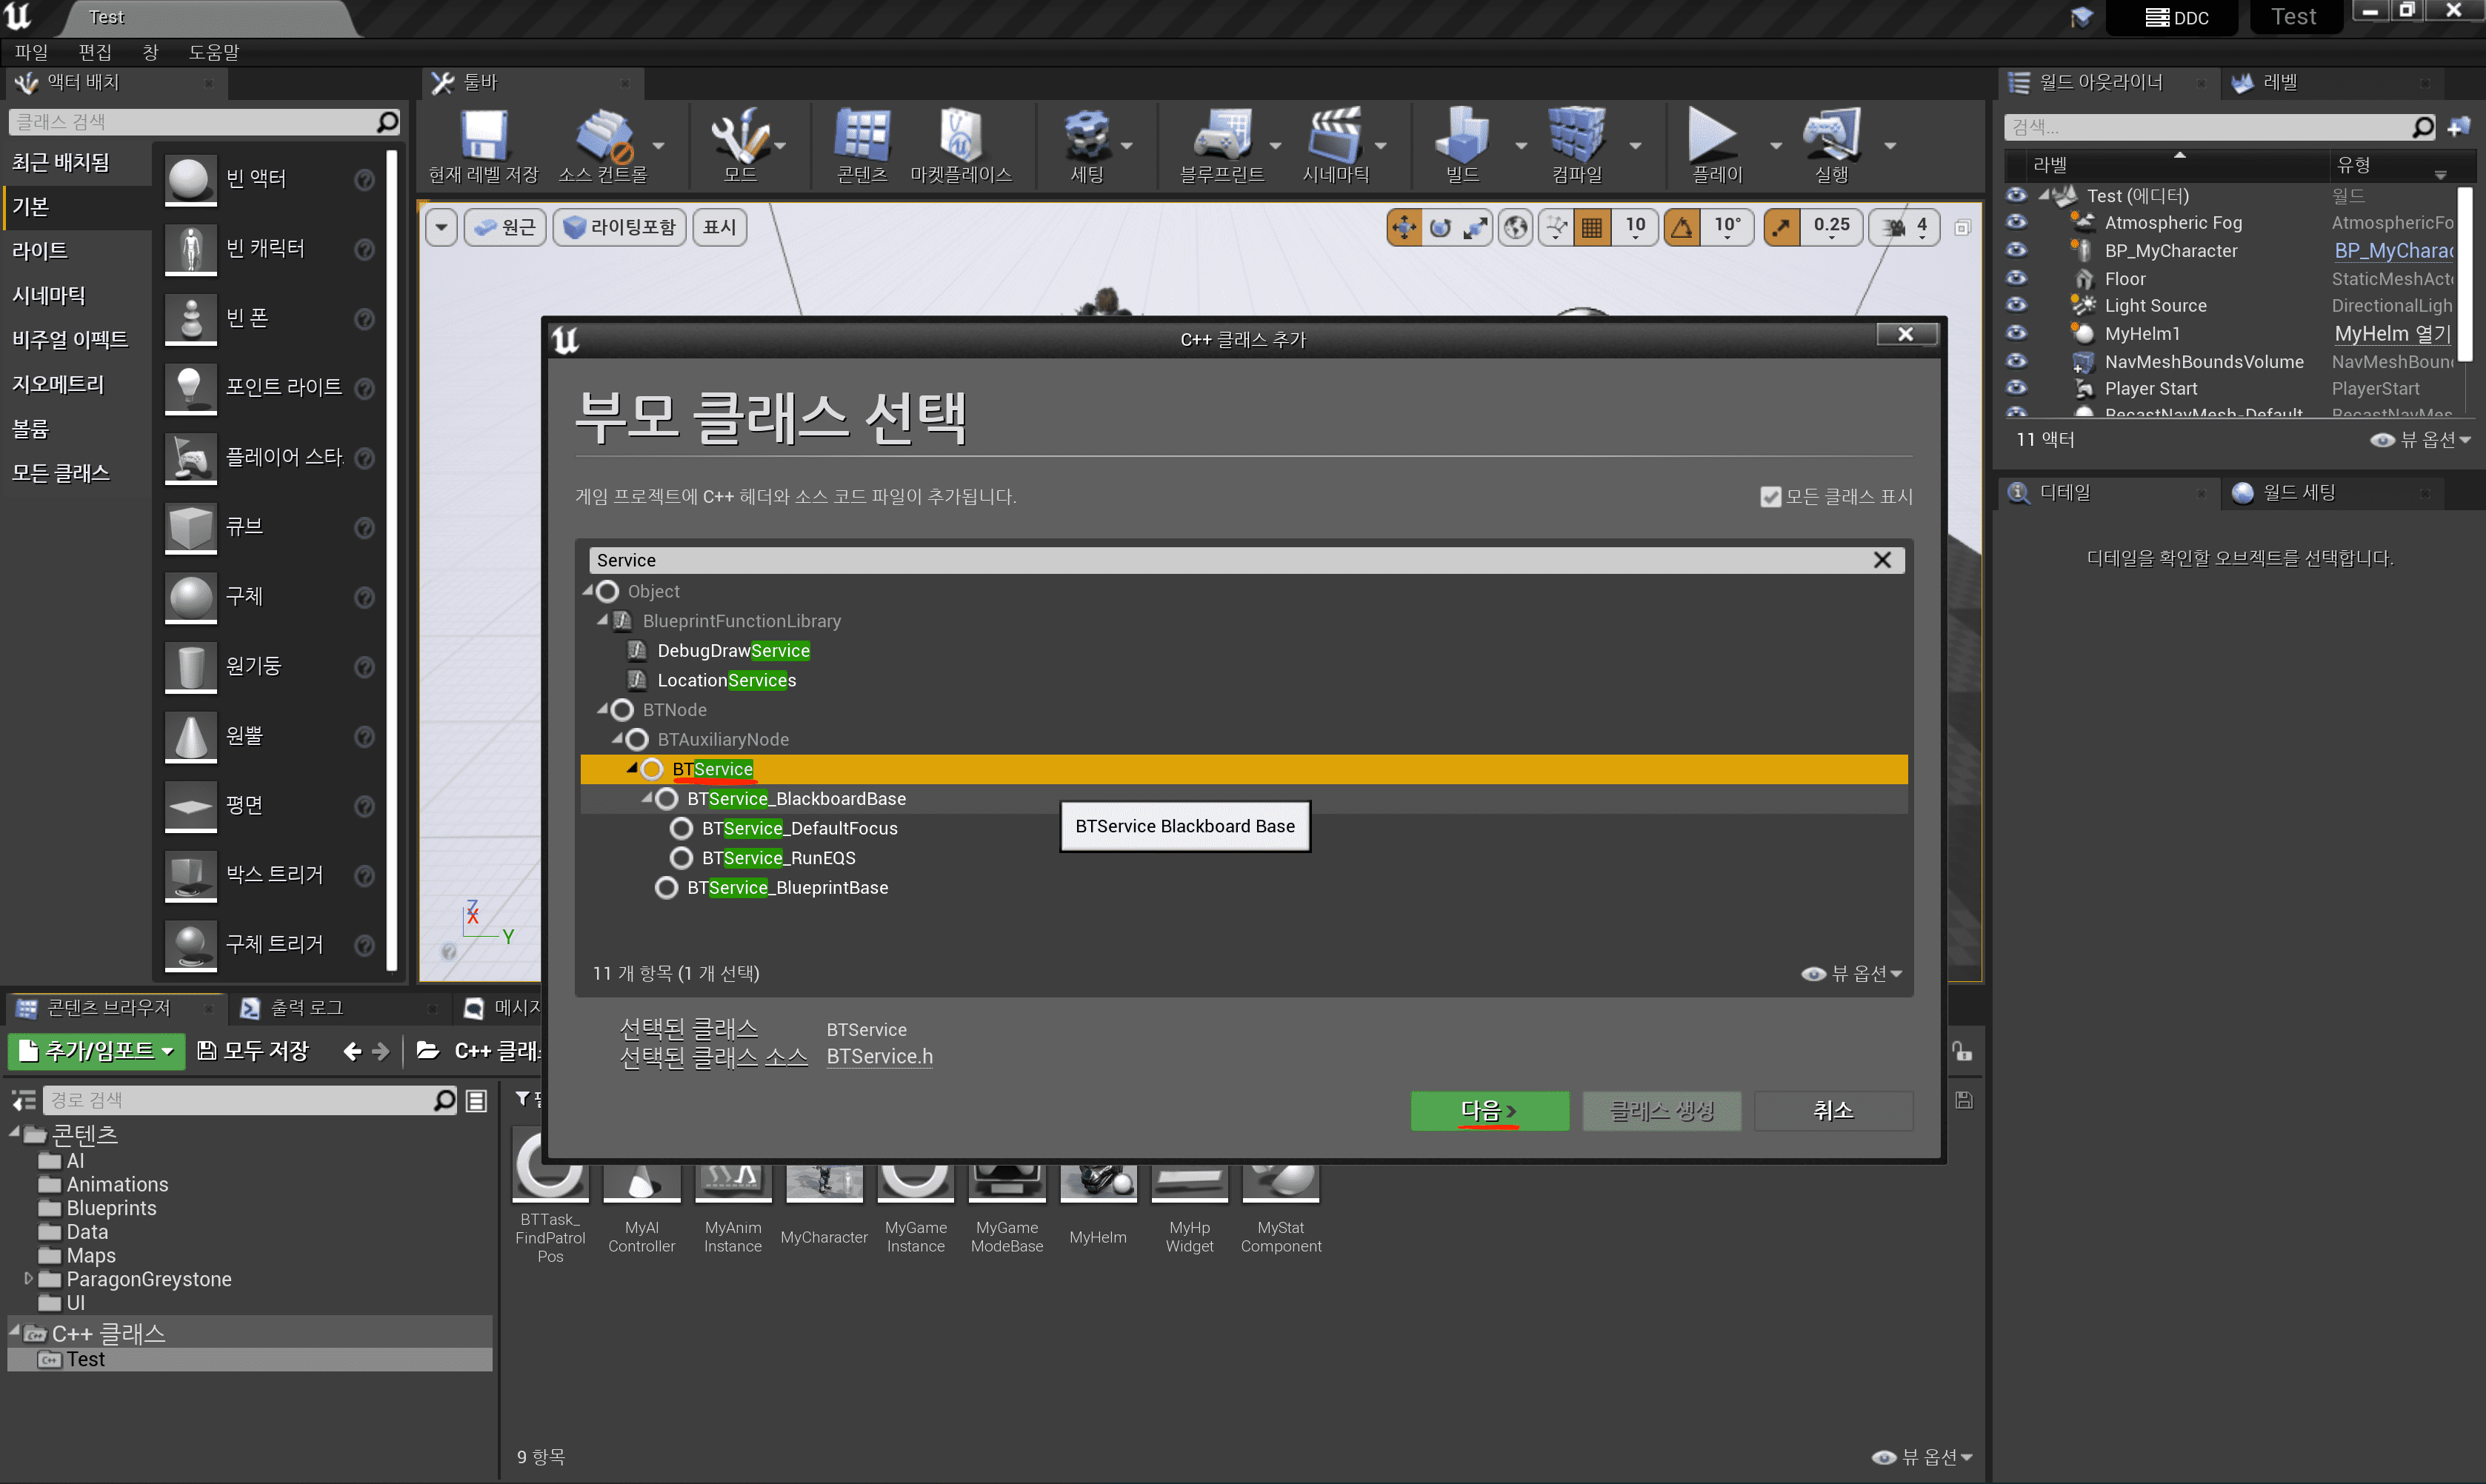 Test
DDC
Test
파일 편집 창 도움말
액터 배치
툴바
월드 아웃라이너
레벨
클래스 검색
최근 배치됨
기본
라이트
시네마틱
비주얼 이펙트
지오메트리
볼륨
모든 클래스
빈 액터
빈 캐릭터
빈 폰
포인트 라이트
플레이어 스타
큐브
구체
원기둥
원뿔
평면
박스 트리거
구체 트리거
현재 레벨 저장
소스 컨트롤
모드
콘텐츠
마켓플레이스
세팅
블루프린트
시네마틱
빌드
컴파일
플레이
실행
원근
라이팅포함
표시
10
10°
0.25
4
Z
X
Y
검색...
라벨 유형
Test (에디터) 월드
Atmospheric Fog AtmosphericFo
BP_MyCharacter BP_MyCharac
Floor StaticMeshActo
Light Source DirectionalLigh
MyHelm1 MyHelm 열기
NavMeshBoundsVolume NavMeshBound
Player Start PlayerStart
RecastNavMesh-Default RecastNavMes
11 액터
뷰 옵션
디테일
월드 세팅
디테일을 확인할 오브젝트를 선택합니다.
C++ 클래스 추가
부모 클래스 선택
게임 프로젝트에 C++ 헤더와 소스 코드 파일이 추가됩니다.
모든 클래스 표시
Service
Object
BlueprintFunctionLibrary
DebugDrawService
LocationServices
BTNode
BTAuxiliaryNode
BTService
BTService_BlackboardBase
BTService_DefaultFocus
BTService_RunEQS
BTService_BlueprintBase
BTService Blackboard Base
11 개 항목 (1 개 선택)
뷰 옵션
선택된 클래스 BTService
선택된 클래스 소스 BTService.h
다음
클래스 생성
취소
콘텐츠 브라우저
출력 로그
메시지
추가/임포트
모두 저장
C++ 클래
경로 검색
콘텐츠
AI
Animations
Blueprints
Data
Maps
ParagonGreystone
UI
C++ 클래스
Test
BTTask_
FindPatrol
Pos
MyAI
Controller
MyAnim
Instance
MyCharacter
MyGame
Instance
MyGame
ModeBase
MyHelm
MyHp
Widget
MyStat
Component
9 항목
뷰 옵션